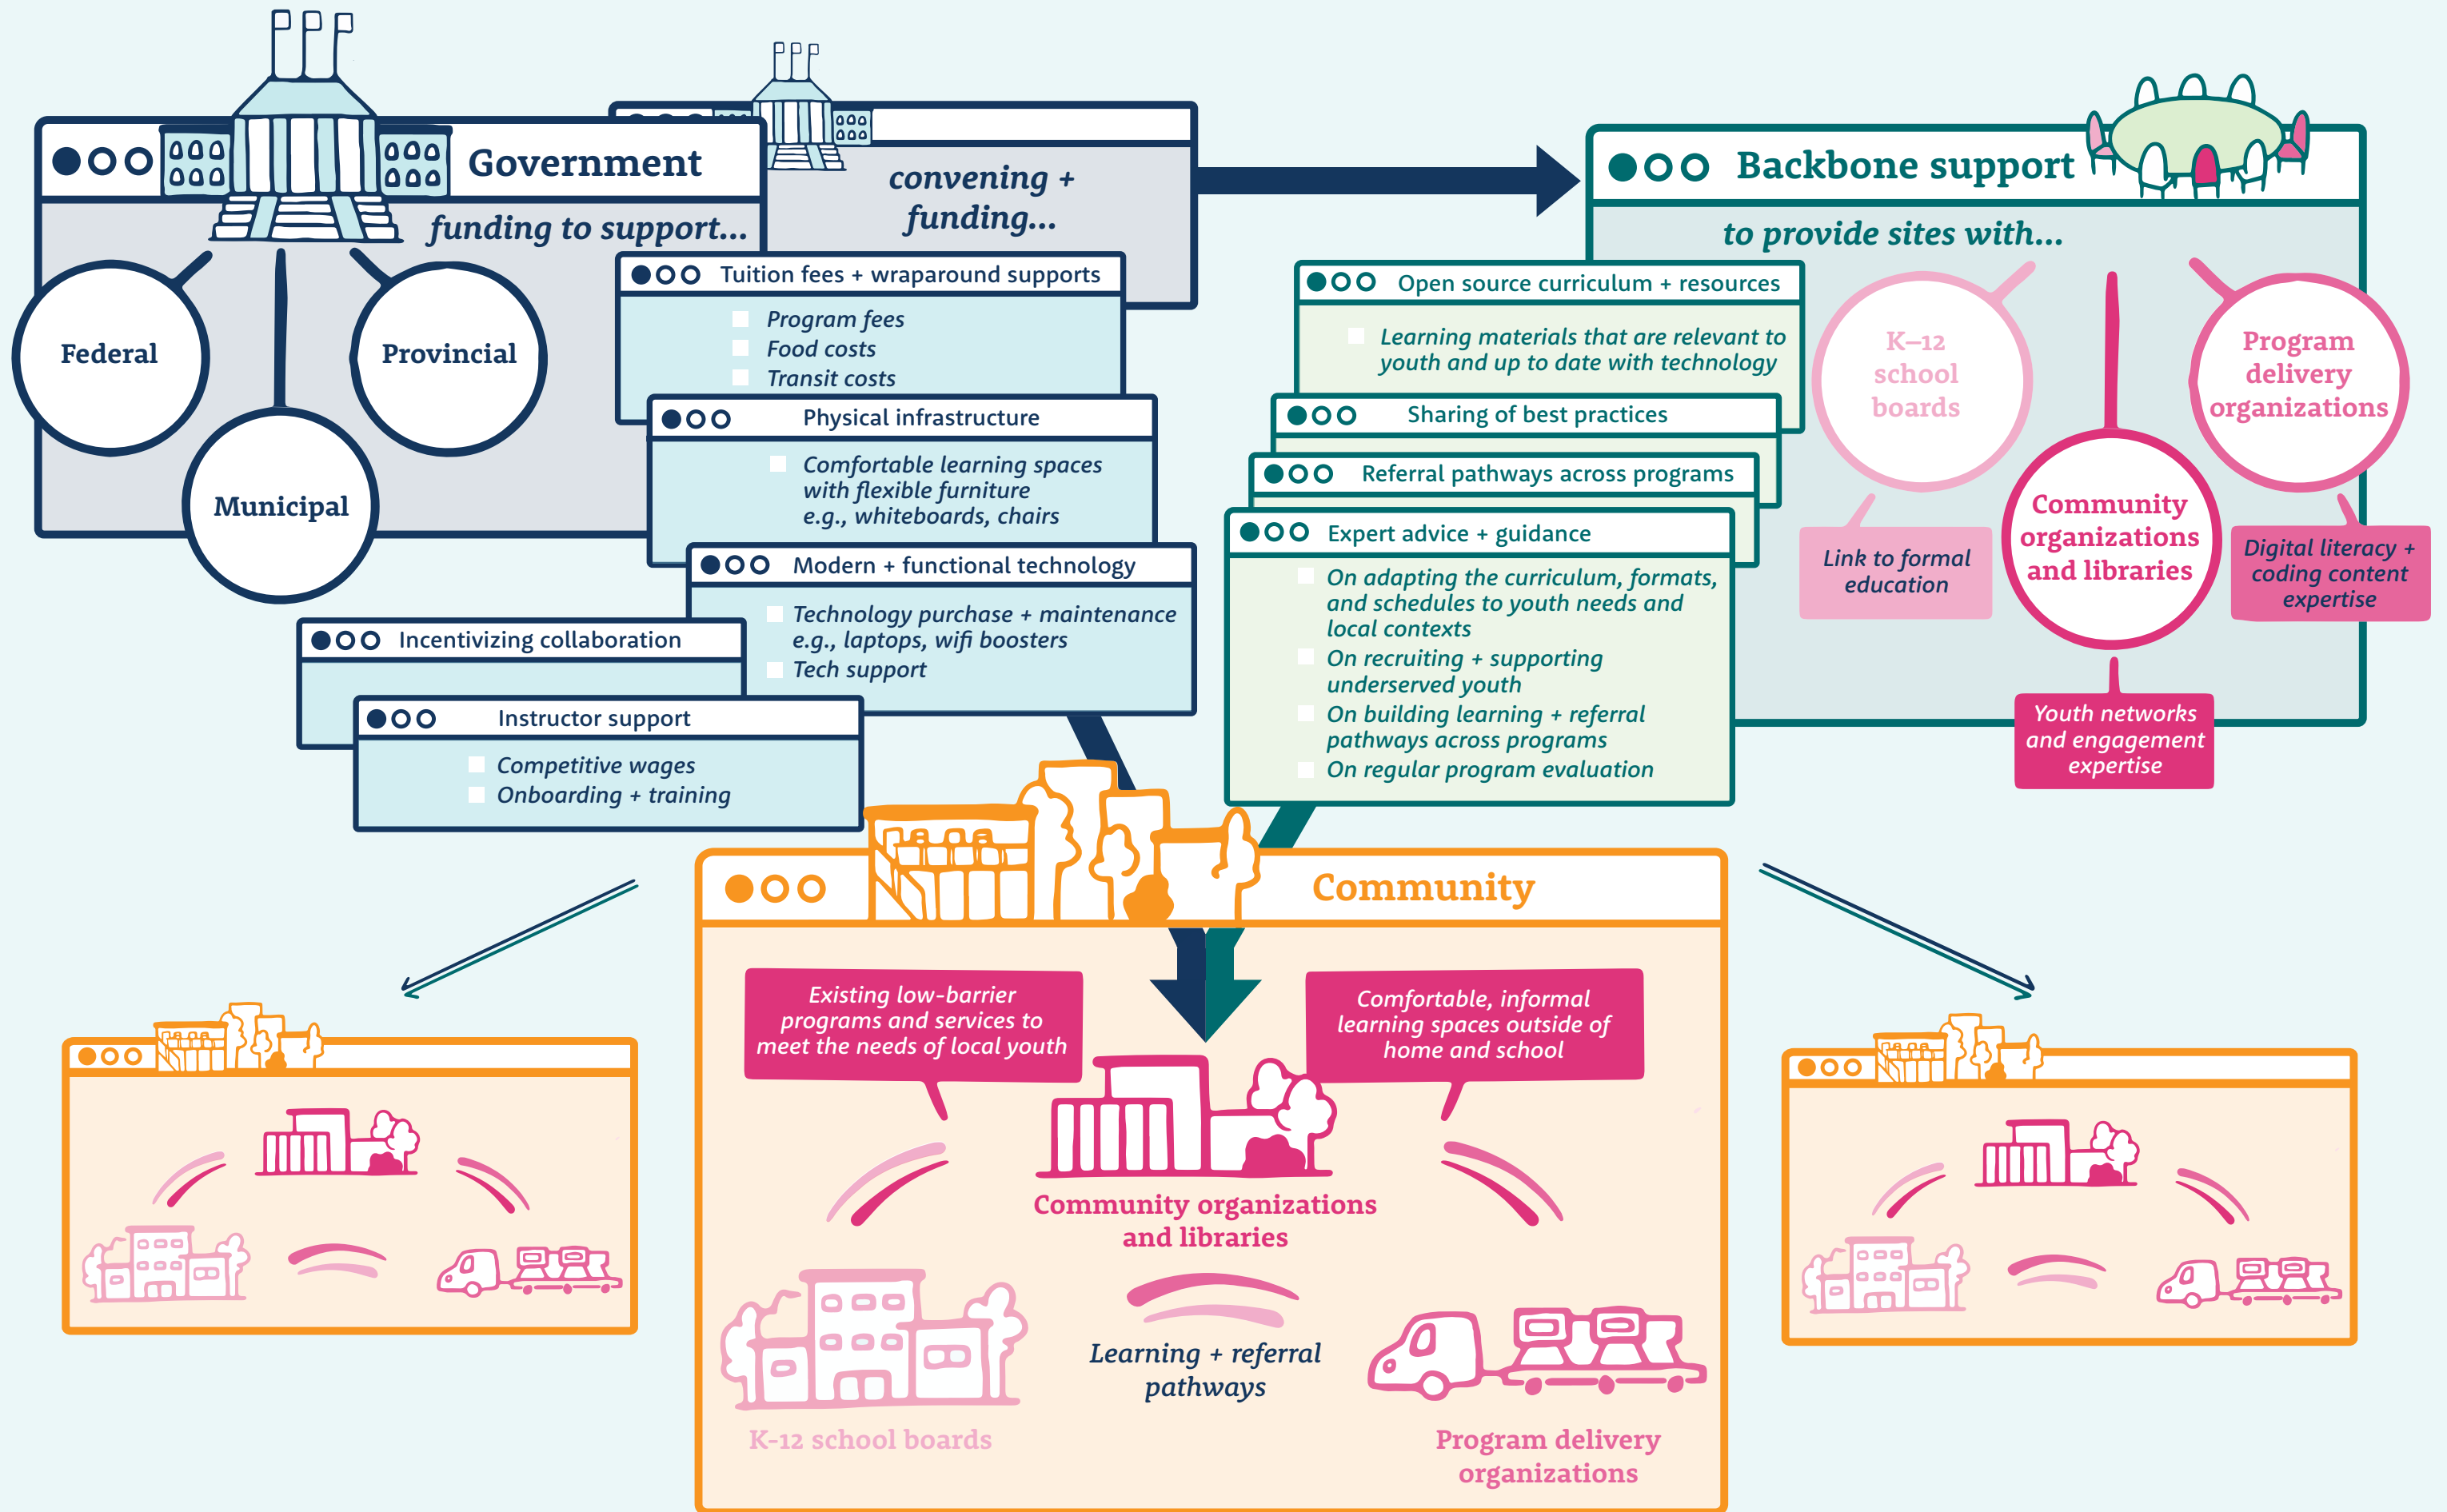 Government
funding to support...
Federal
Provincial
Municipal
convening +
funding...
Tuition fees + wraparound supports
Program fees
Food costs
Transit costs
Physical infrastructure
Comfortable learning spaces
with flexible furniture
e.g., whiteboards, chairs
Modern + functional technology
Technology purchase + maintenance
e.g., laptops, wifi boosters
Tech support
Incentivizing collaboration
Instructor support
Competitive wages
Onboarding + training
Backbone support
to provide sites with...
Open source curriculum + resources
Learning materials that are relevant to
youth and up to date with technology
Sharing of best practices
Referral pathways across programs
Expert advice + guidance
On adapting the curriculum, formats,
and schedules to youth needs and
local contexts
On recruiting + supporting
underserved youth
On building learning + referral
pathways across programs
On regular program evaluation
K–12
school
boards
Link to formal
education
Community
organizations
and libraries
Youth networks
and engagement
expertise
Program
delivery
organizations
Digital literacy +
coding content
expertise
Community
Existing low-barrier
programs and services to
meet the needs of local youth
Comfortable, informal
learning spaces outside of
home and school
Community organizations
and libraries
Learning + referral
pathways
K-12 school boards
Program delivery
organizations